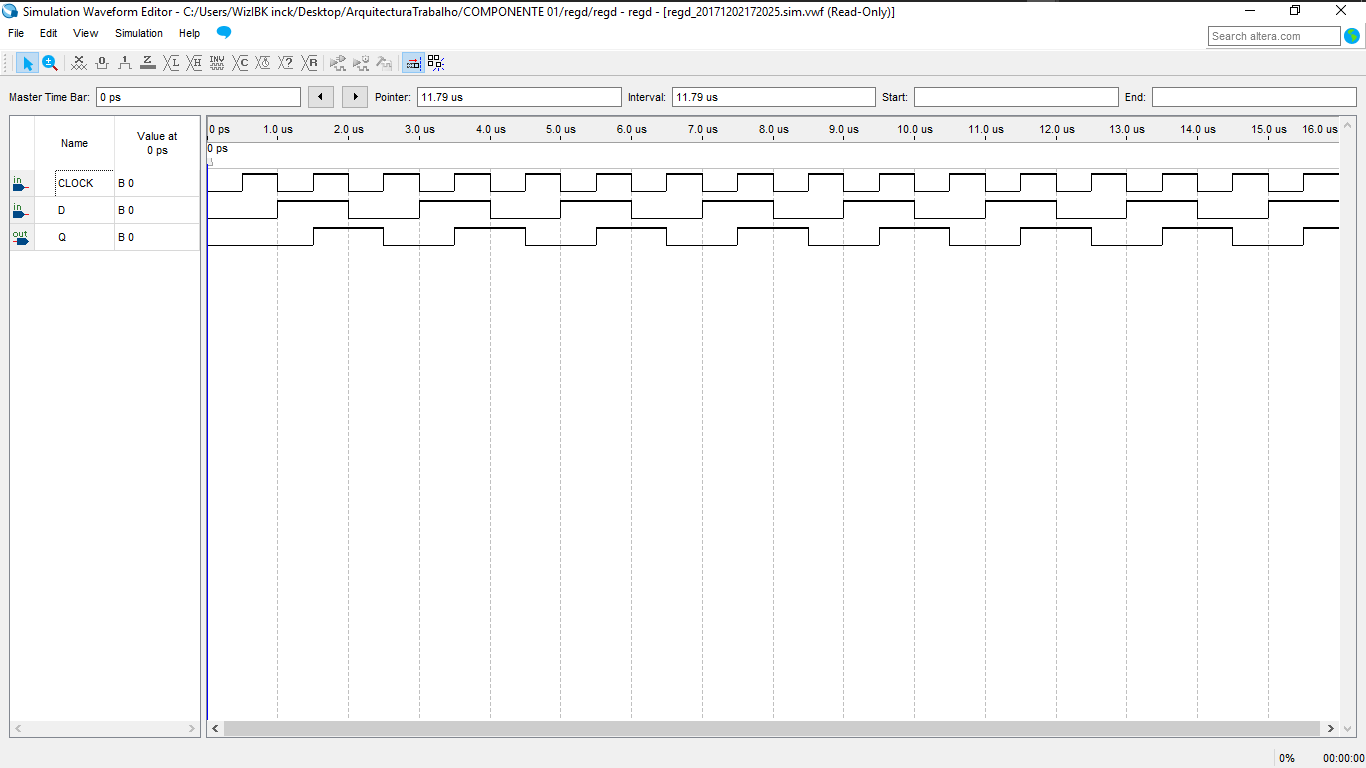 Simulation Waveform Editor - C:/Users/WizIBK inck/Desktop/ArquitecturaTrabalho/COMPONENTE 01/regd/regd - regd - [regd_20171202172025.sim.vwf (Read-Only)]
File Edit View Simulation Help
Search altera.com
Master Time Bar: 0 ps Pointer: 11.79 us Interval: 11.79 us Start: End:
Name
Value at
0 ps
0 ps 1.0 us 2.0 us 3.0 us 4.0 us 5.0 us 6.0 us 7.0 us 8.0 us 9.0 us 10.0 us 11.0 us 12.0 us 13.0 us 14.0 us 15.0 us 16.0 us
0 ps
in CLOCK B 0
in D B 0
out Q B 0
0% 00:00:00